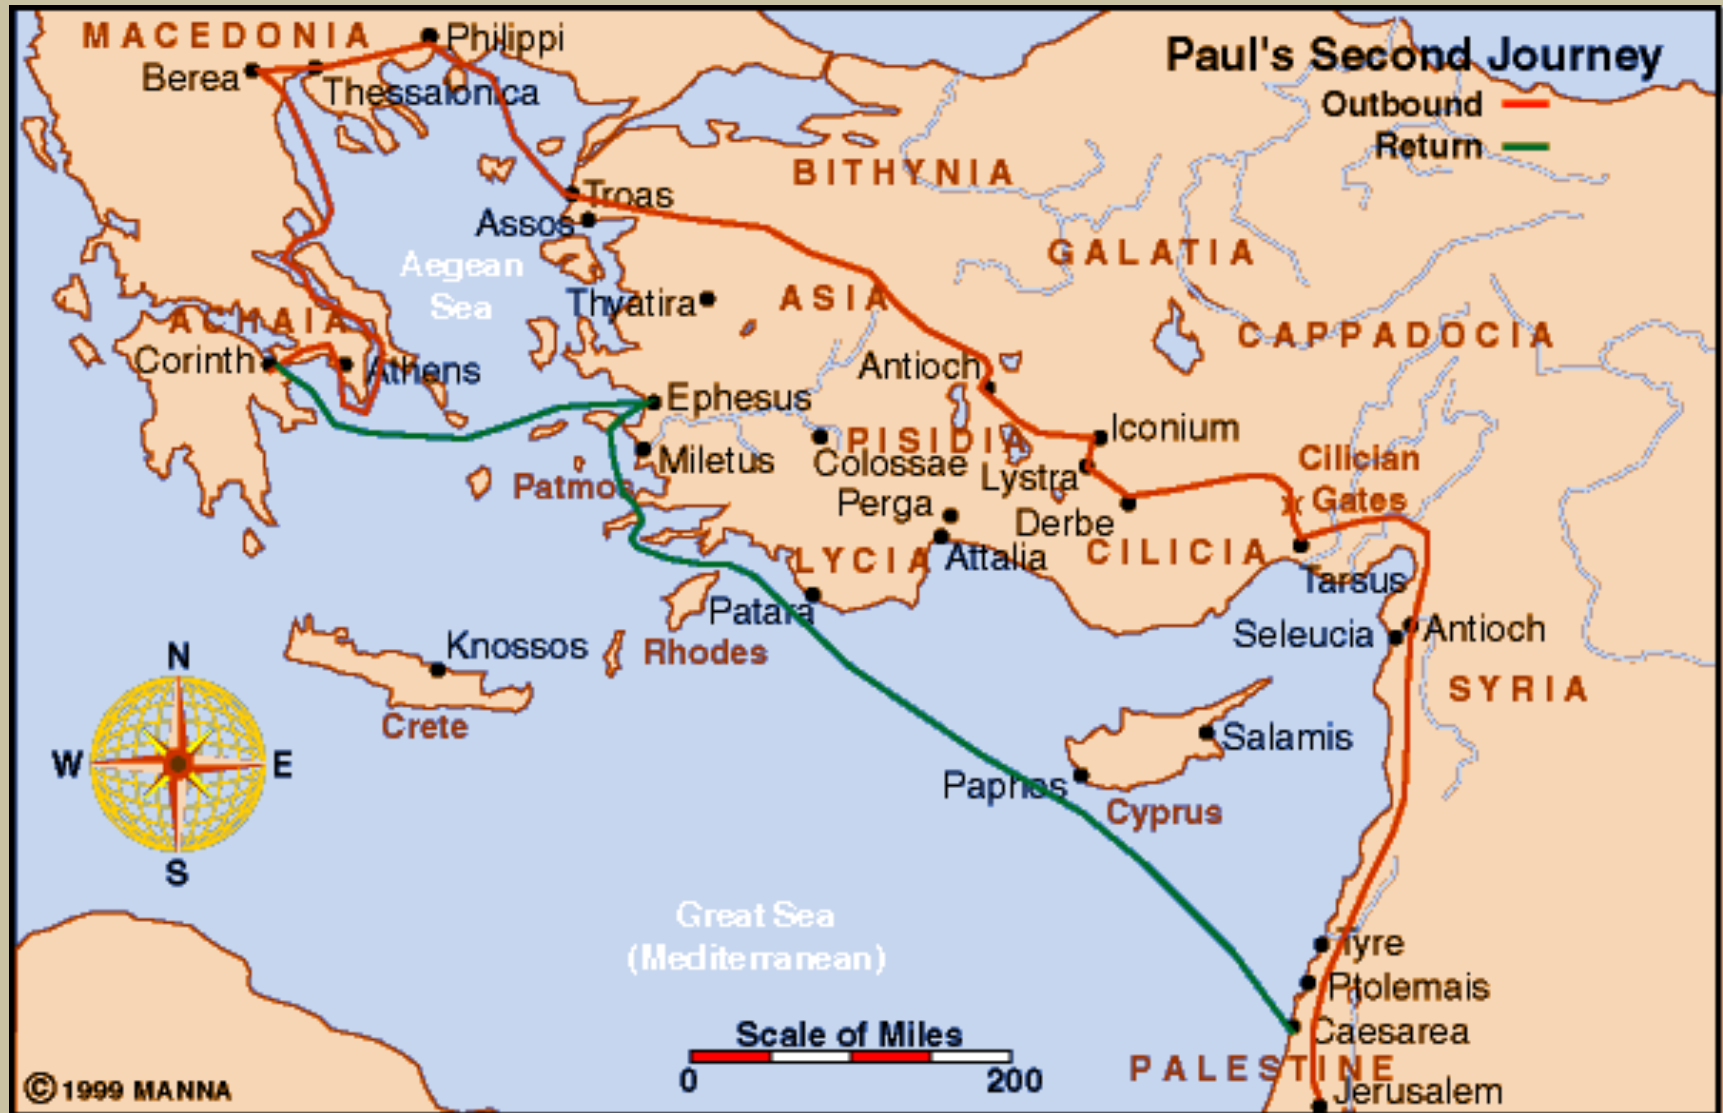 Paul's Second Journey
Outbound
Return
MACEDONIA
Philippi
Berea
Thessalonica
BITHYNIA
Troas
Assos
GALATIA
Aegean
Sea
Thyatira
ASIA
ACHAIA
CAPPADOCIA
Corinth
Athens
Antioch
Ephesus
Iconium
PISIDIA
Miletus
Colossae
Lystra
Cilician
Gates
Patmos
Perga
Derbe
LYCIA
Attalia
CILICIA
Tarsus
Patara
Seleucia
Antioch
Knossos
Rhodes
SYRIA
Crete
Salamis
Paphos
Cyprus
N
W
E
S
Great Sea
(Mediterranean)
Tyre
Ptolemais
Caesarea
Scale of Miles
0
200
PALESTINE
Jerusalem
© 1999 MANNA